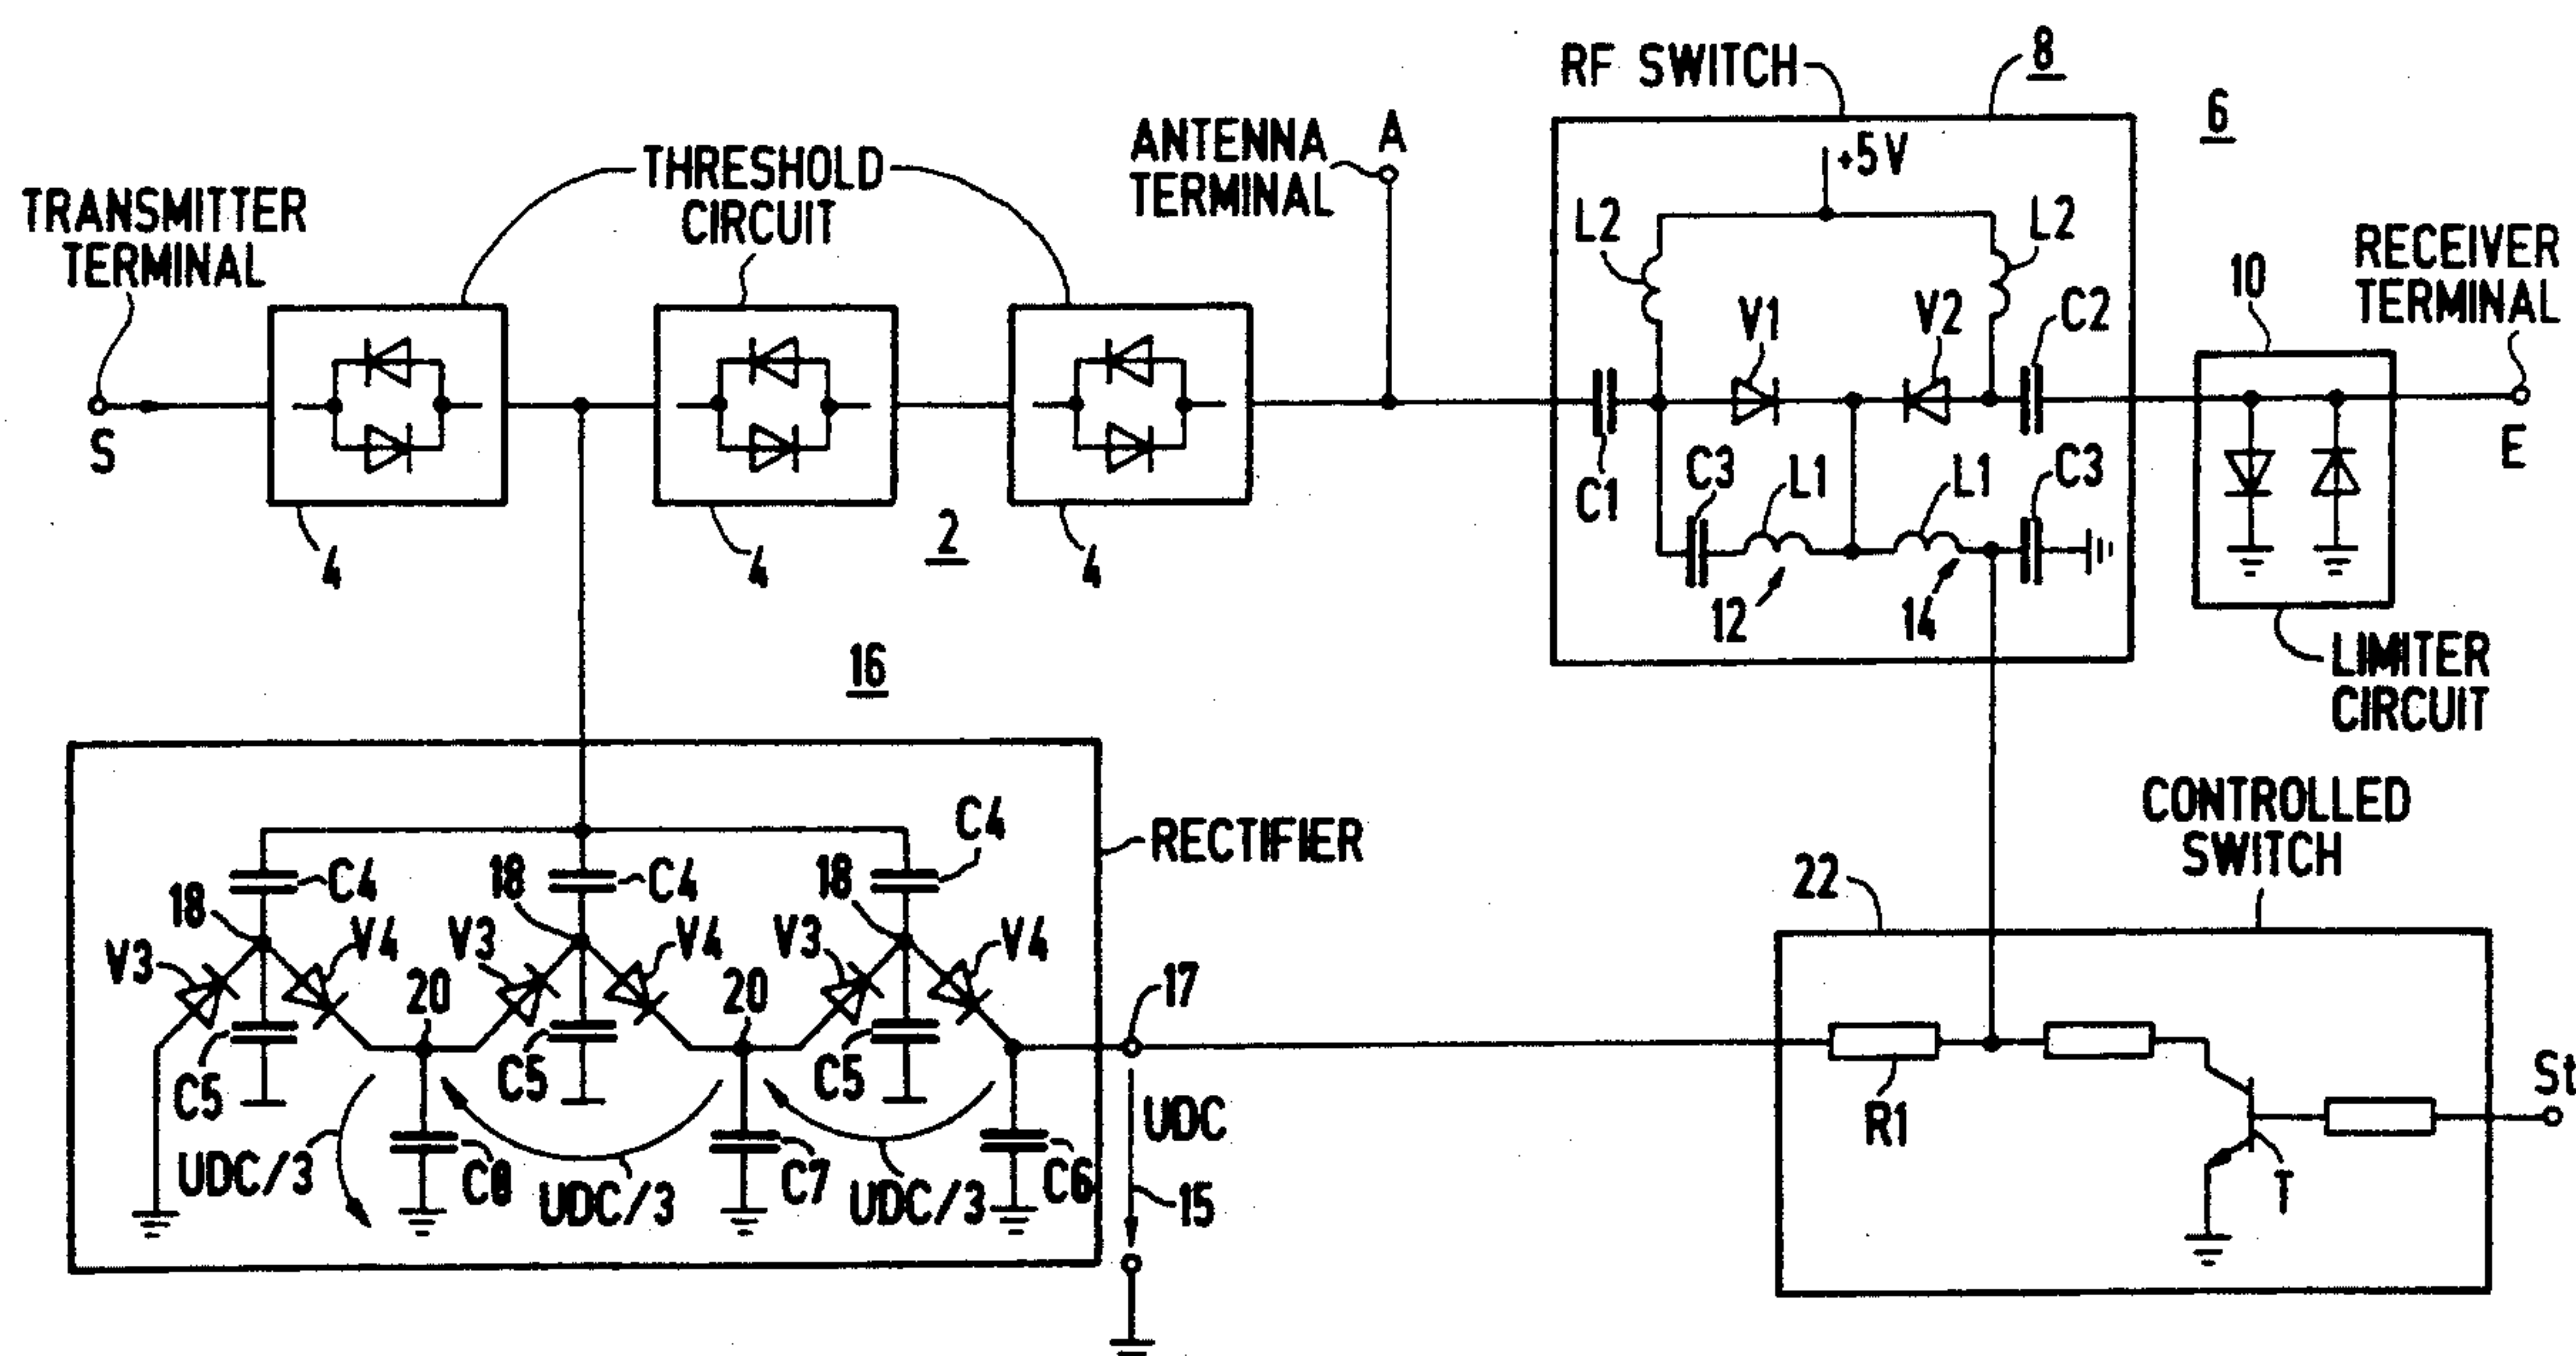 RF SWITCH
8
6
ANTENNA
TERMINAL
A
+5V
THRESHOLD
CIRCUIT
TRANSMITTER
TERMINAL
L2
L2
RECEIVER
TERMINAL
10
V1
V2
C2
S
E
C1
C3
L1
L1
C3
4
4
2
4
12
14
LIMITER
CIRCUIT
16
CONTROLLED
SWITCH
RECTIFIER
C4
18
C4
18
C4
18
22
V3
V4
V3
V4
V3
V4
20
20
17
C5
C5
C5
St
UDC
R1
UDC/3
C8
UDC/3
C7
UDC/3
C6
15
T